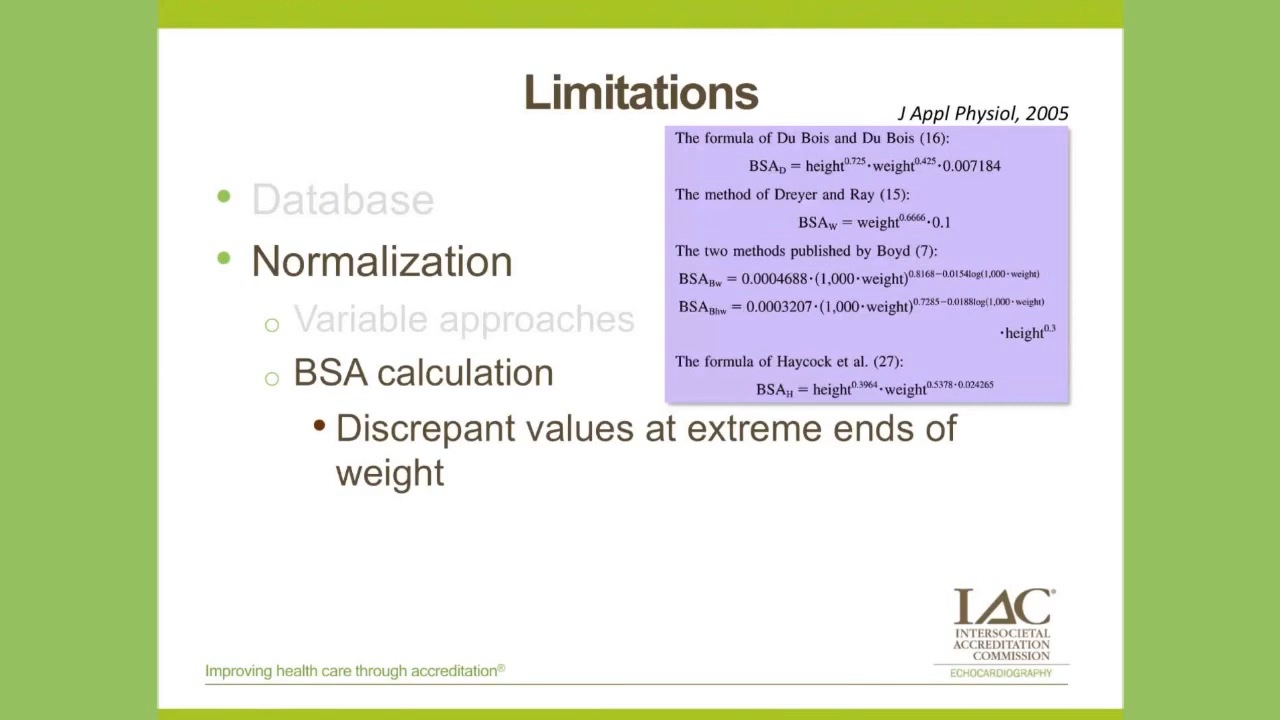 Limitations
J Appl Physiol, 2005
The formula of Du Bois and Du Bois (16):
BSA_D = height^0.725 · weight^0.425 · 0.007184
The method of Dreyer and Ray (15):
BSA_W = weight^0.6666 · 0.1
The two methods published by Boyd (7):
BSA_Bw = 0.0004688 · (1,000 · weight)^0.8168−0.0154log(1,000 · weight)
BSA_Bhw = 0.0003207 · (1,000 · weight)^0.7285−0.0188log(1,000 · weight)
· height^0.3
The formula of Haycock et al. (27):
BSA_H = height^0.3964 · weight^0.5378 · 0.024265
• Database
• Normalization
o Variable approaches
o BSA calculation
• Discrepant values at extreme ends of
weight
IAC®
INTERSOCIETAL
ACCREDITATION
COMMISSION
ECHOCARDIOGRAPHY
Improving health care through accreditation®